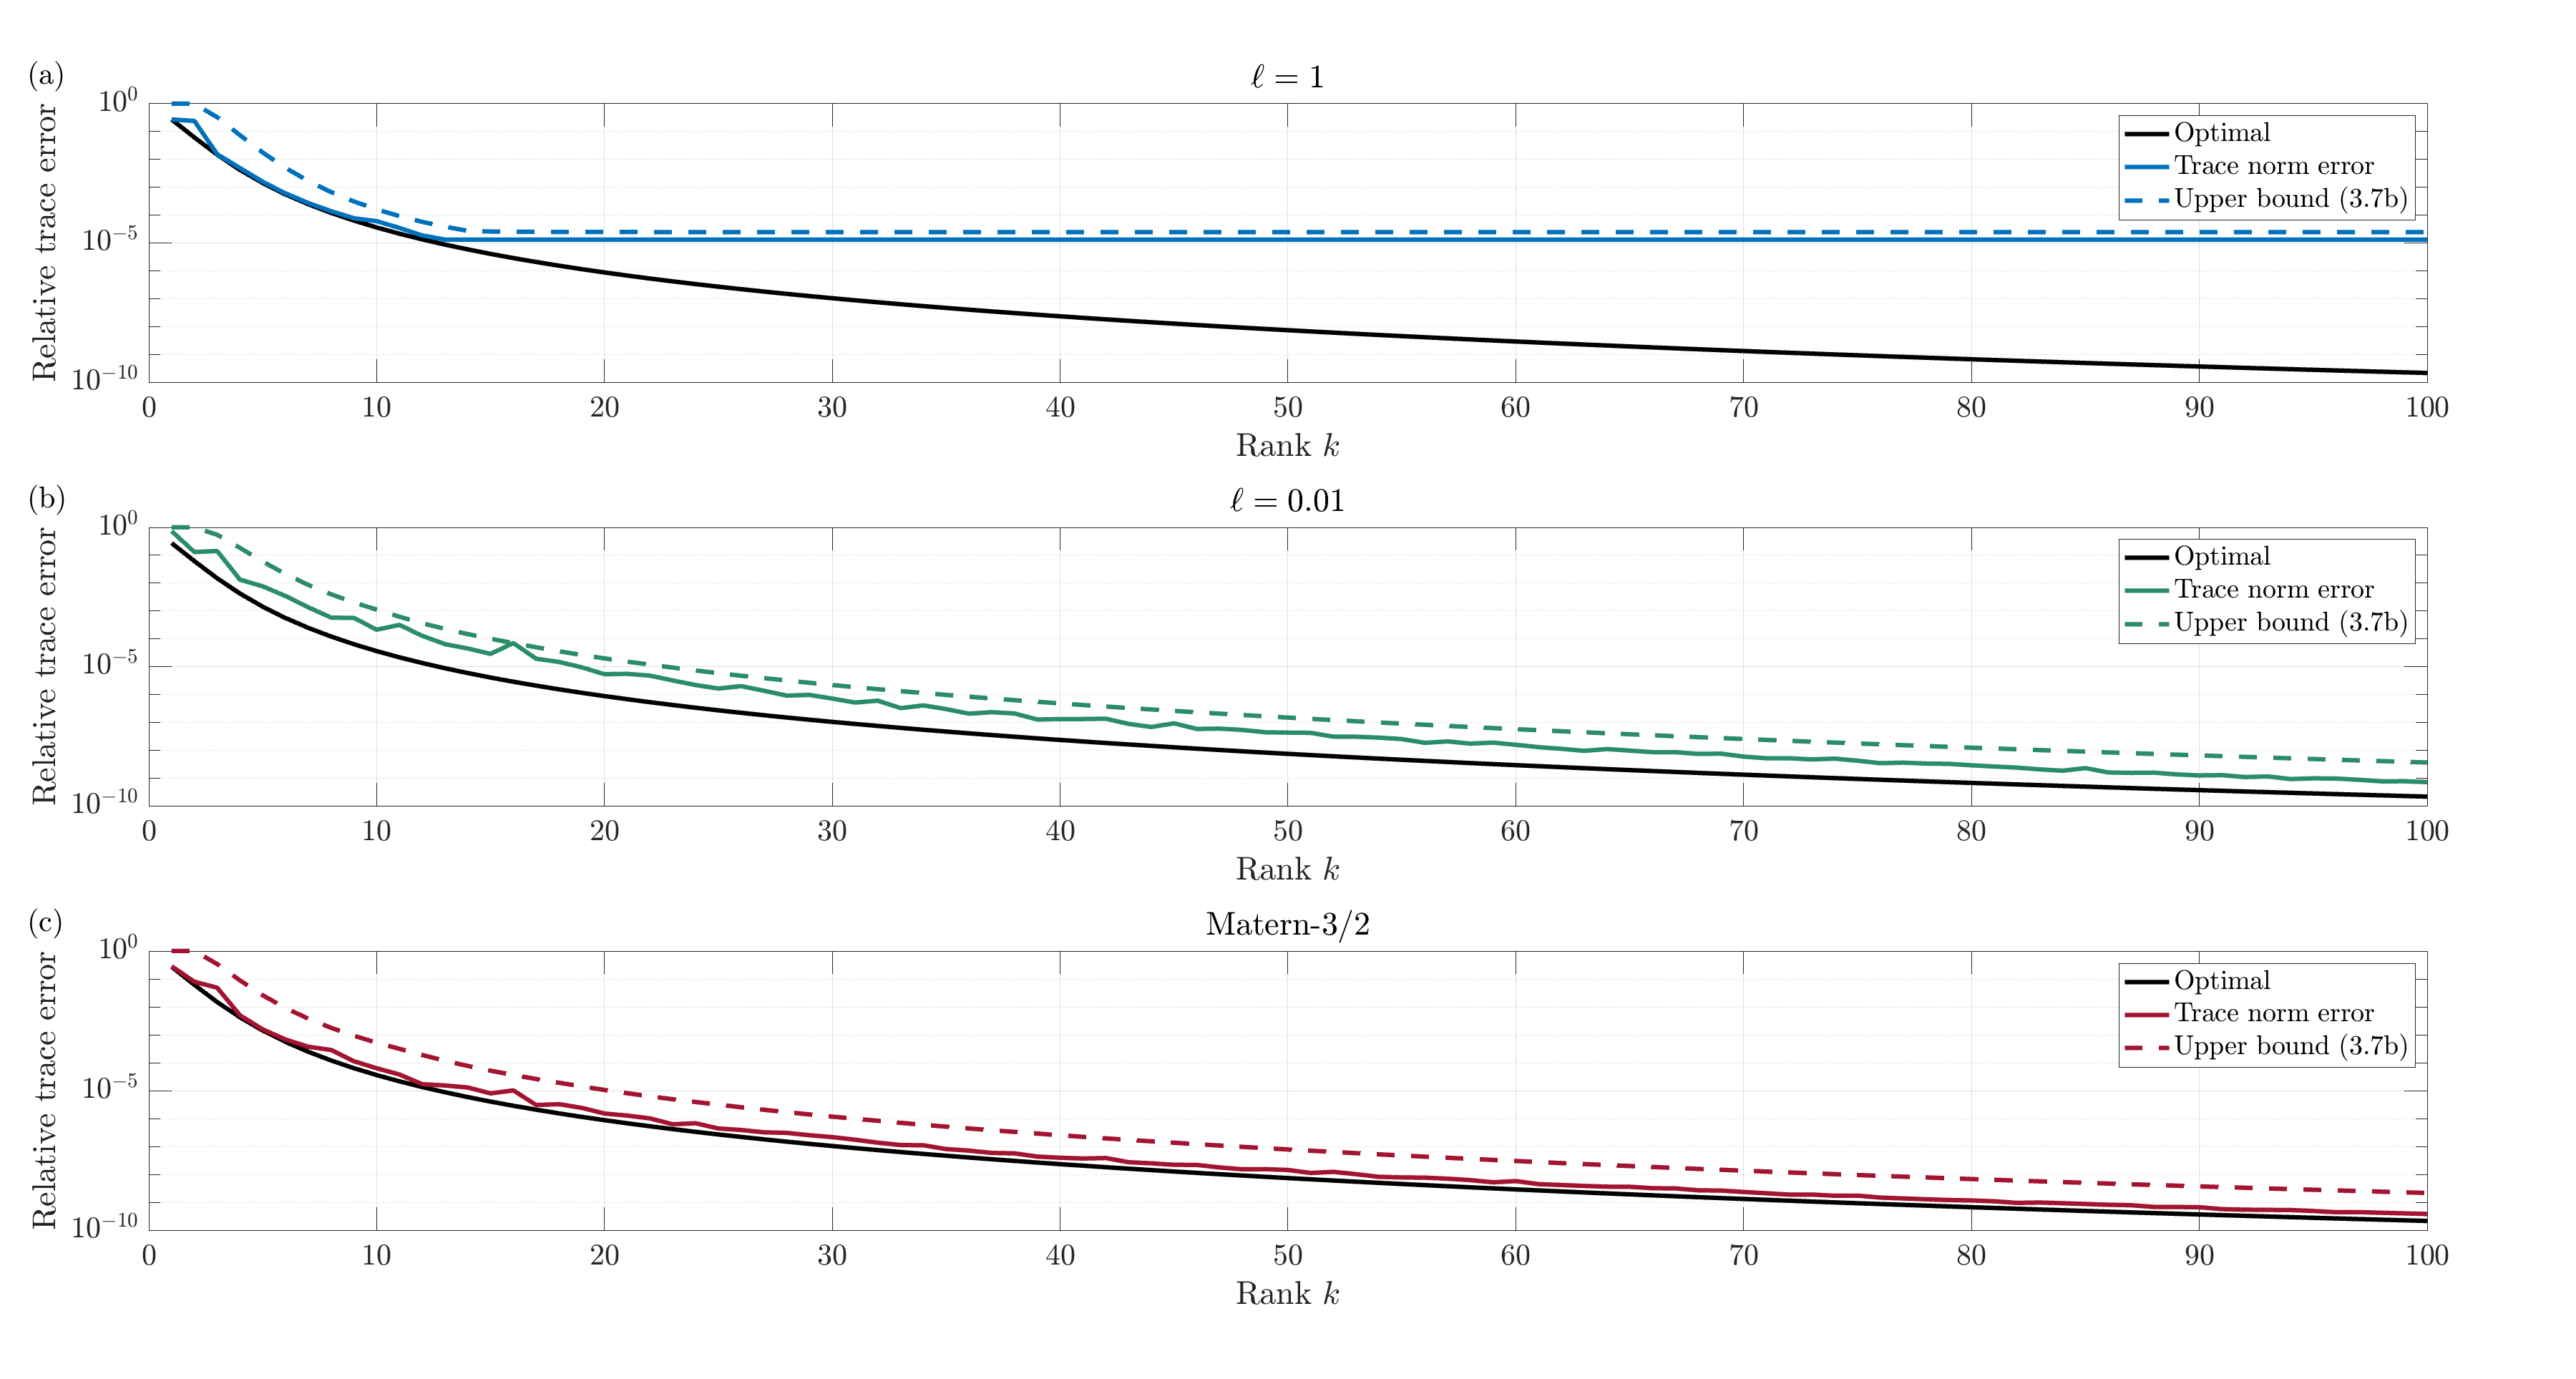 (a)
ℓ = 1
Relative trace error
10^0
10^−5
10^−10
Optimal
Trace norm error
Upper bound (3.7b)
0 10 20 30 40 50 60 70 80 90 100
Rank k
(b)
ℓ = 0.01
Relative trace error
10^0
10^−5
10^−10
Optimal
Trace norm error
Upper bound (3.7b)
0 10 20 30 40 50 60 70 80 90 100
Rank k
(c)
Matern-3/2
Relative trace error
10^0
10^−5
10^−10
Optimal
Trace norm error
Upper bound (3.7b)
0 10 20 30 40 50 60 70 80 90 100
Rank k